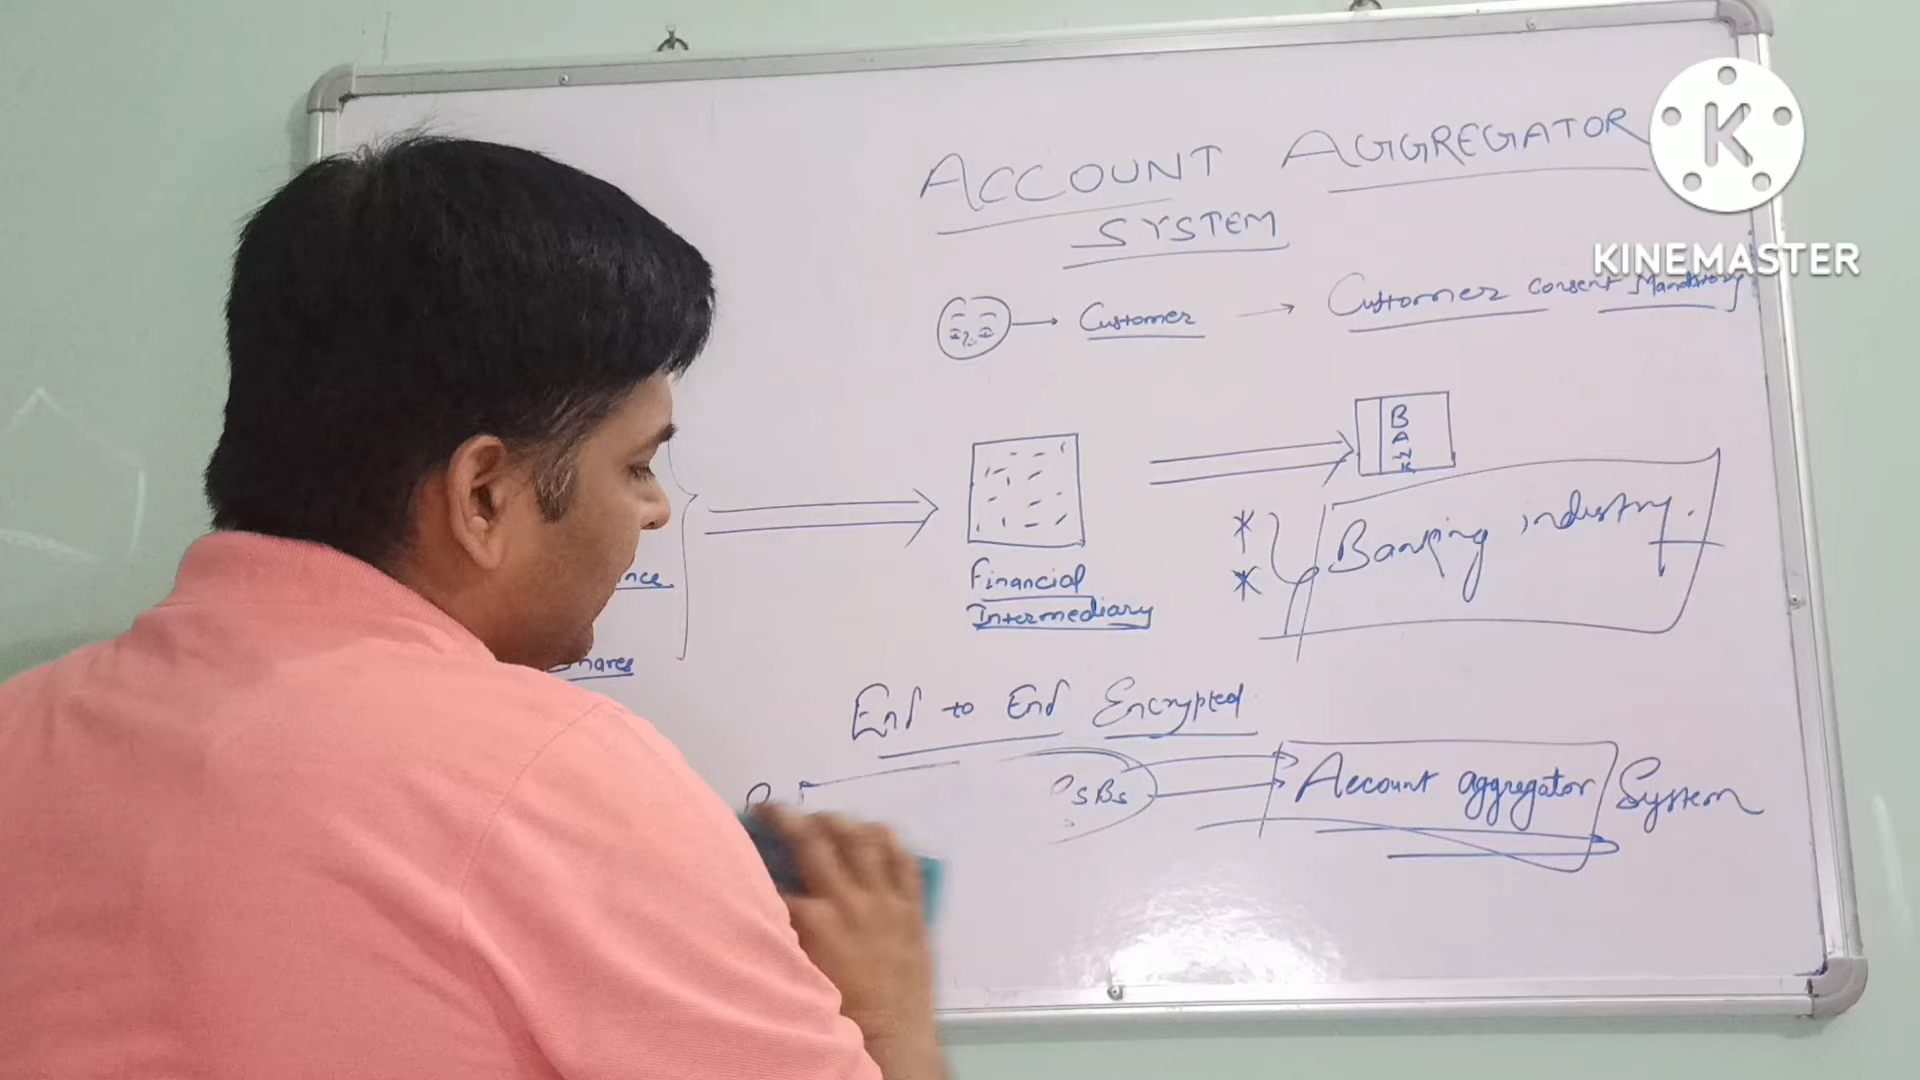 ACCOUNT AGGREGATOR
SYSTEM
K
KINEMASTER
Customer
Customer consent Mandatory
BANK
Banking industry.
Financial
Intermediary
End to End Encrypted
PSBs
Account aggregator System